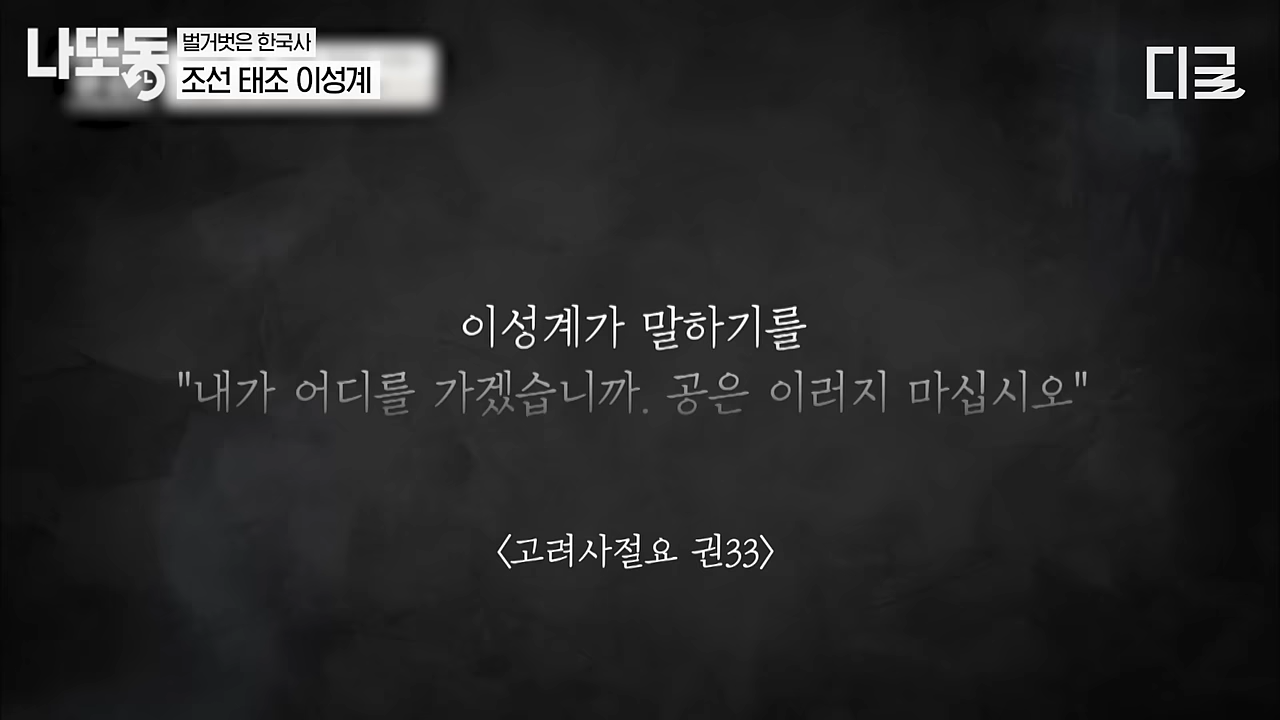 나또동
벌거벗은 한국사
조선 태조 이성계
디글
이성계가 말하기를
"내가 어디를 가겠습니까. 공은 이러지 마십시오"
<고려사절요 권33>